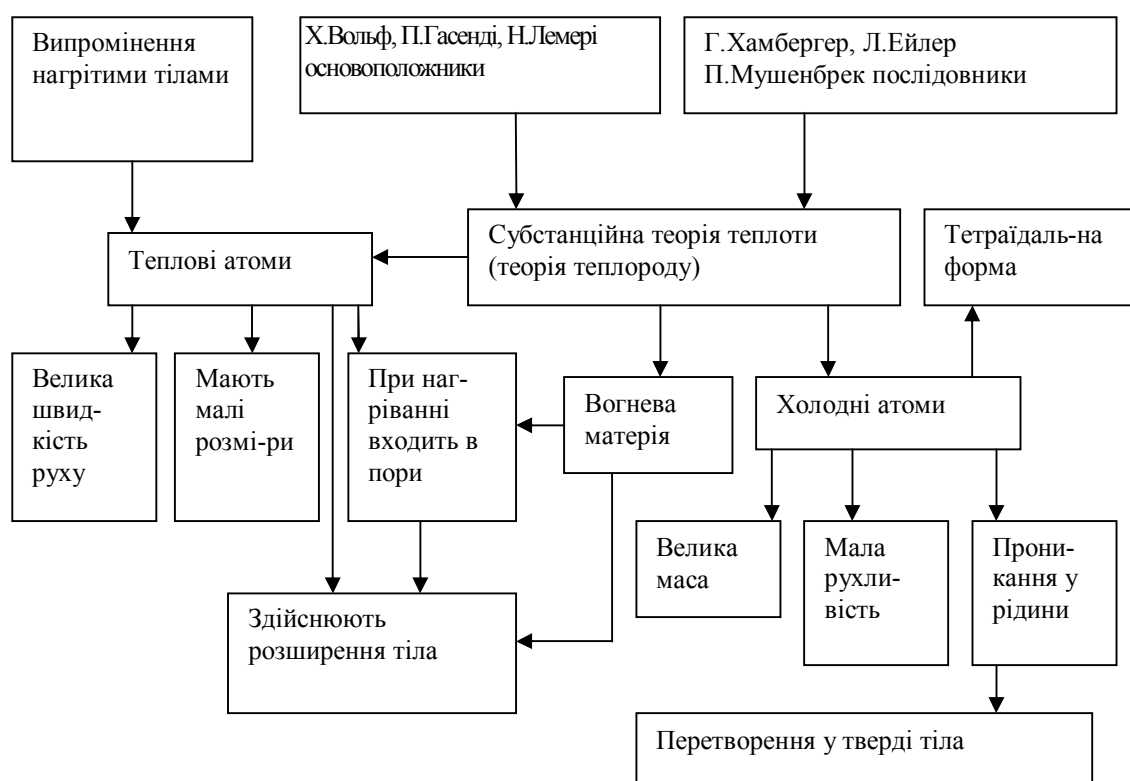 Випромінення
нагрітими тілами
Х.Вольф, П.Гасенді, Н.Лемері
основоположники
Г.Хамбергер, Л.Ейлер
П.Мушенбрек послідовники
Теплові атоми
Субстанційна теорія теплоти
(теорія теплороду)
Тетраїдаль-на
форма
Велика
швид-
кість
руху
Мають
малі
розмі-ри
При наг-
ріванні
входить в
пори
Вогнева
матерія
Холодні атоми
Велика
маса
Мала
рухли-
вість
Прони-
кання у
рідини
Здійснюють
розширення тіла
Перетворення у тверді тіла